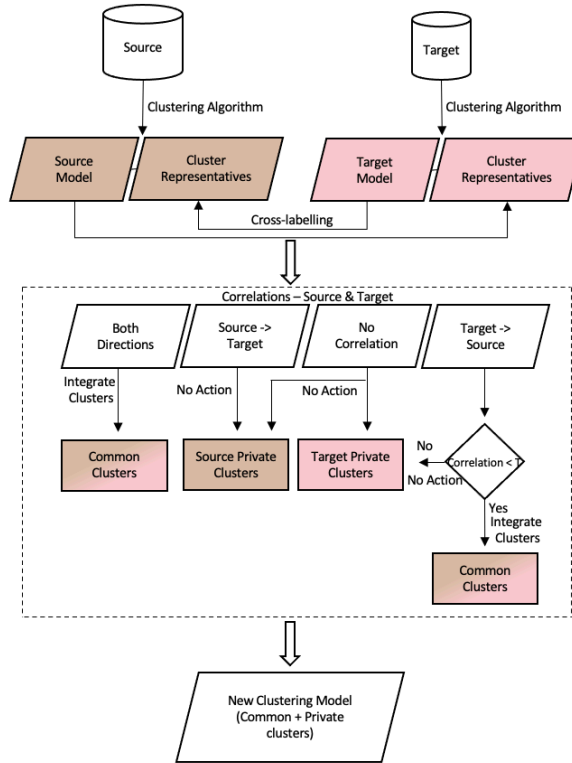 Source
Target
Clustering Algorithm
Clustering Algorithm
Source
Model
Cluster
Representatives
Target
Model
Cluster
Representatives
Cross-labelling
Correlations – Source & Target
Both
Directions
Source ->
Target
No
Correlation
Target ->
Source
Integrate
Clusters
No Action
No Action
Common
Clusters
Source Private
Clusters
Target Private
Clusters
No
No Action
Correlation < T
Yes
Integrate
Clusters
Common
Clusters
New Clustering Model
(Common + Private
clusters)